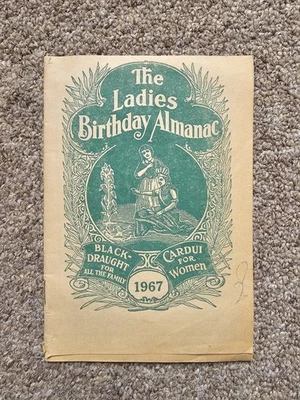 The
Ladies
Birthday Almanac
BLACK-
DRAUGHT
FOR
ALL THE FAMILY
CARDUI
FOR
Women
1967